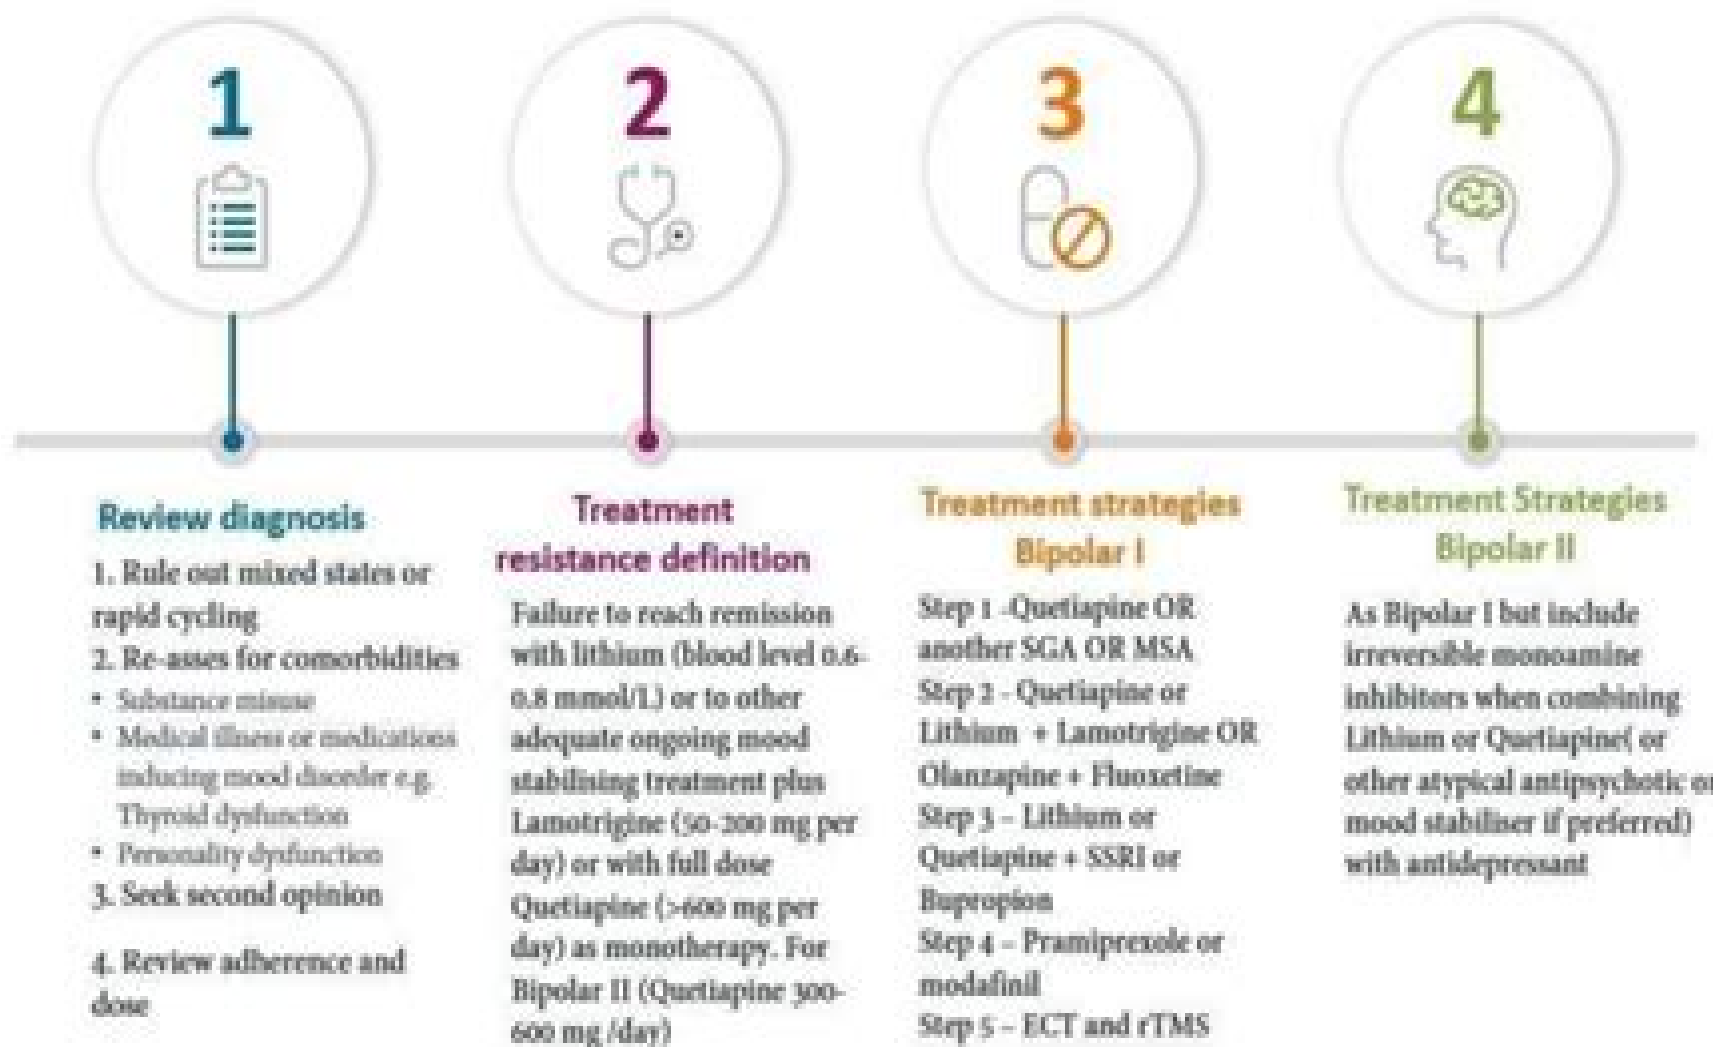 1
2
3
4
Review diagnosis
1. Rule out mixed states or
rapid cycling
2. Re-asses for comorbidities
• Substance misuse
• Medical illness or medications
inducing mood disorder e.g.
Thyroid dysfunction
• Personality dysfunction
3. Seek second opinion
4. Review adherence and
dose
Treatment
resistance definition
Failure to reach remission
with lithium (blood level 0.6-
0.8 mmol/L) or to other
adequate ongoing mood
stabilising treatment plus
Lamotrigine (50-200 mg per
day) or with full dose
Quetiapine (>600 mg per
day) as monotherapy. For
Bipolar II (Quetiapine 300-
600 mg /day)
Treatment strategies
Bipolar I
Step 1 -Quetiapine OR
another SGA OR MSA
Step 2 - Quetiapine or
Lithium + Lamotrigine OR
Olanzapine + Fluoxetine
Step 3 – Lithium or
Quetiapine + SSRI or
Bupropion
Step 4 – Pramiprexole or
modafinil
Step 5 – ECT and rTMS
Treatment Strategies
Bipolar II
As Bipolar I but include
irreversible monoamine
inhibitors when combining
Lithium or Quetiapine( or
other atypical antipsychotic or
mood stabiliser if preferred)
with antidepressant